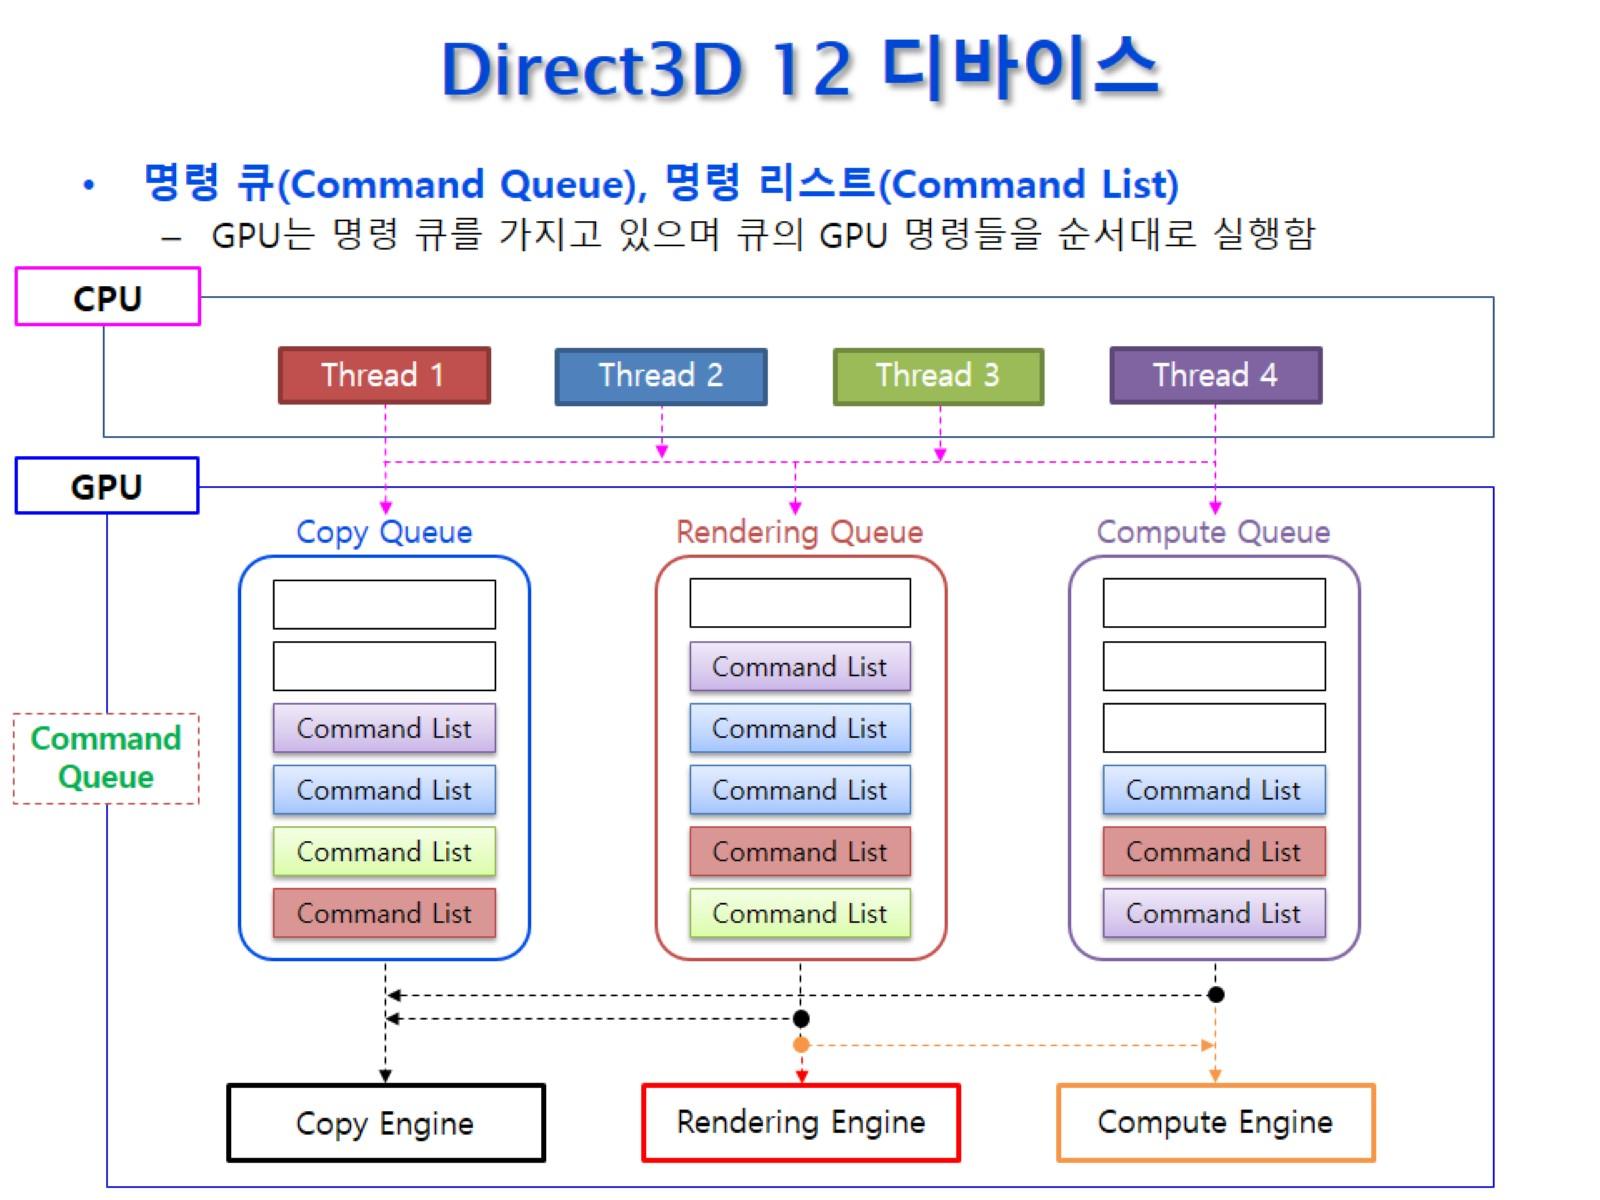 Direct3D 12 디바이스
• 명령 큐(Command Queue), 명령 리스트(Command List)
– GPU는 명령 큐를 가지고 있으며 큐의 GPU 명령들을 순서대로 실행함
CPU
Thread 1 Thread 2 Thread 3 Thread 4
GPU
Copy Queue Rendering Queue Compute Queue
Command List
Command List Command List
Command List Command List Command List
Command List Command List Command List
Command List Command List Command List
Command
Queue
Copy Engine Rendering Engine Compute Engine